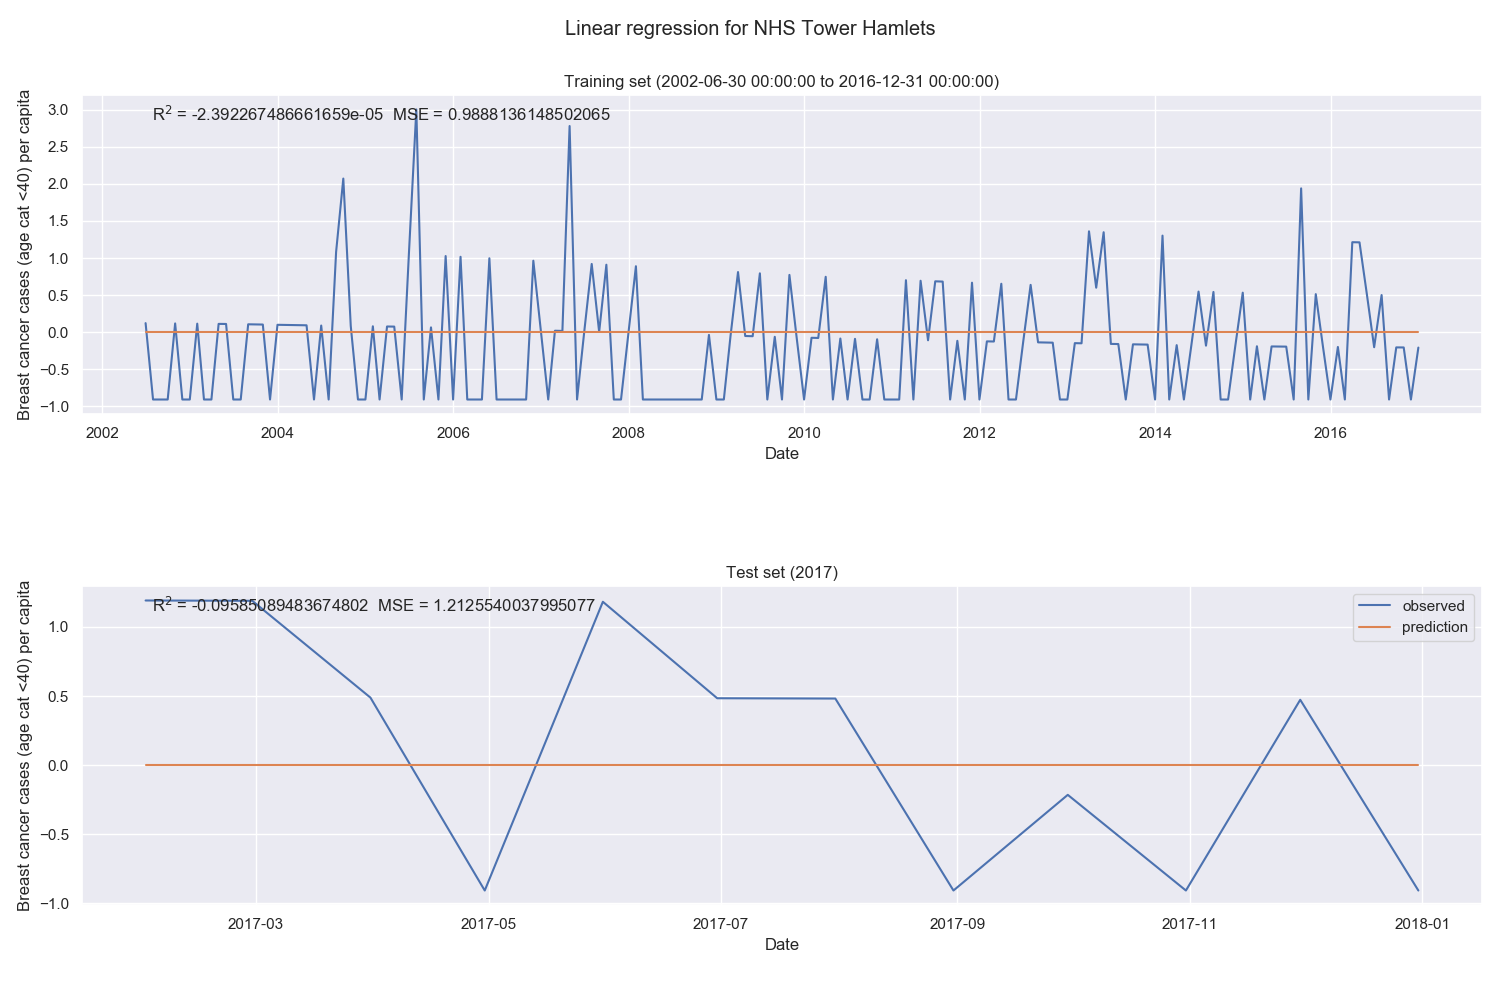 Linear regression for NHS Tower Hamlets
Training set (2002-06-30 00:00:00 to 2016-12-31 00:00:00)
R² = -2.392267486661659e-05 MSE = 0.9888136148502065
Breast cancer cases (age cat <40) per capita
3.0
2.5
2.0
1.5
1.0
0.5
0.0
−0.5
−1.0
2002 2004 2006 2008 2010 2012 2014 2016
Date
Test set (2017)
R² = -0.09585089483674802 MSE = 1.2125540037995077
observed
prediction
Breast cancer cases (age cat <40) per capita
1.0
0.5
0.0
−0.5
−1.0
2017-03 2017-05 2017-07 2017-09 2017-11 2018-01
Date